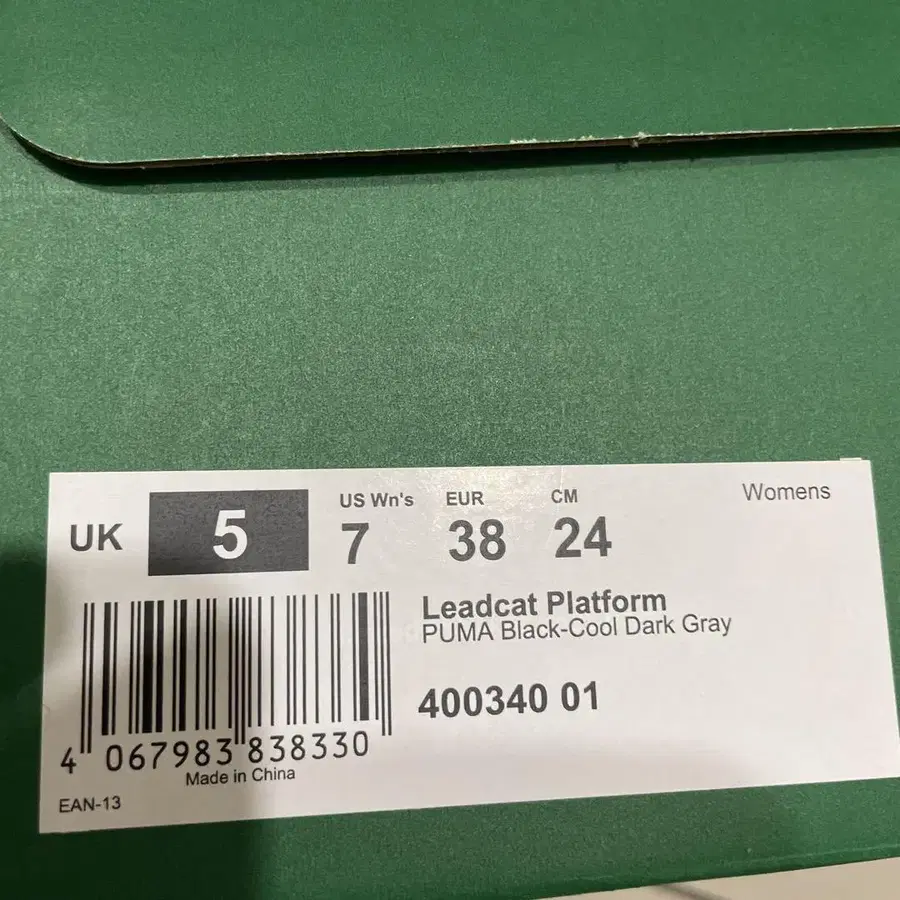 UK 5
US Wn's 7
EUR 38
CM 24
Womens
Leadcat Platform
PUMA Black-Cool Dark Gray
400340 01
4 067983 838330
Made in China
EAN-13